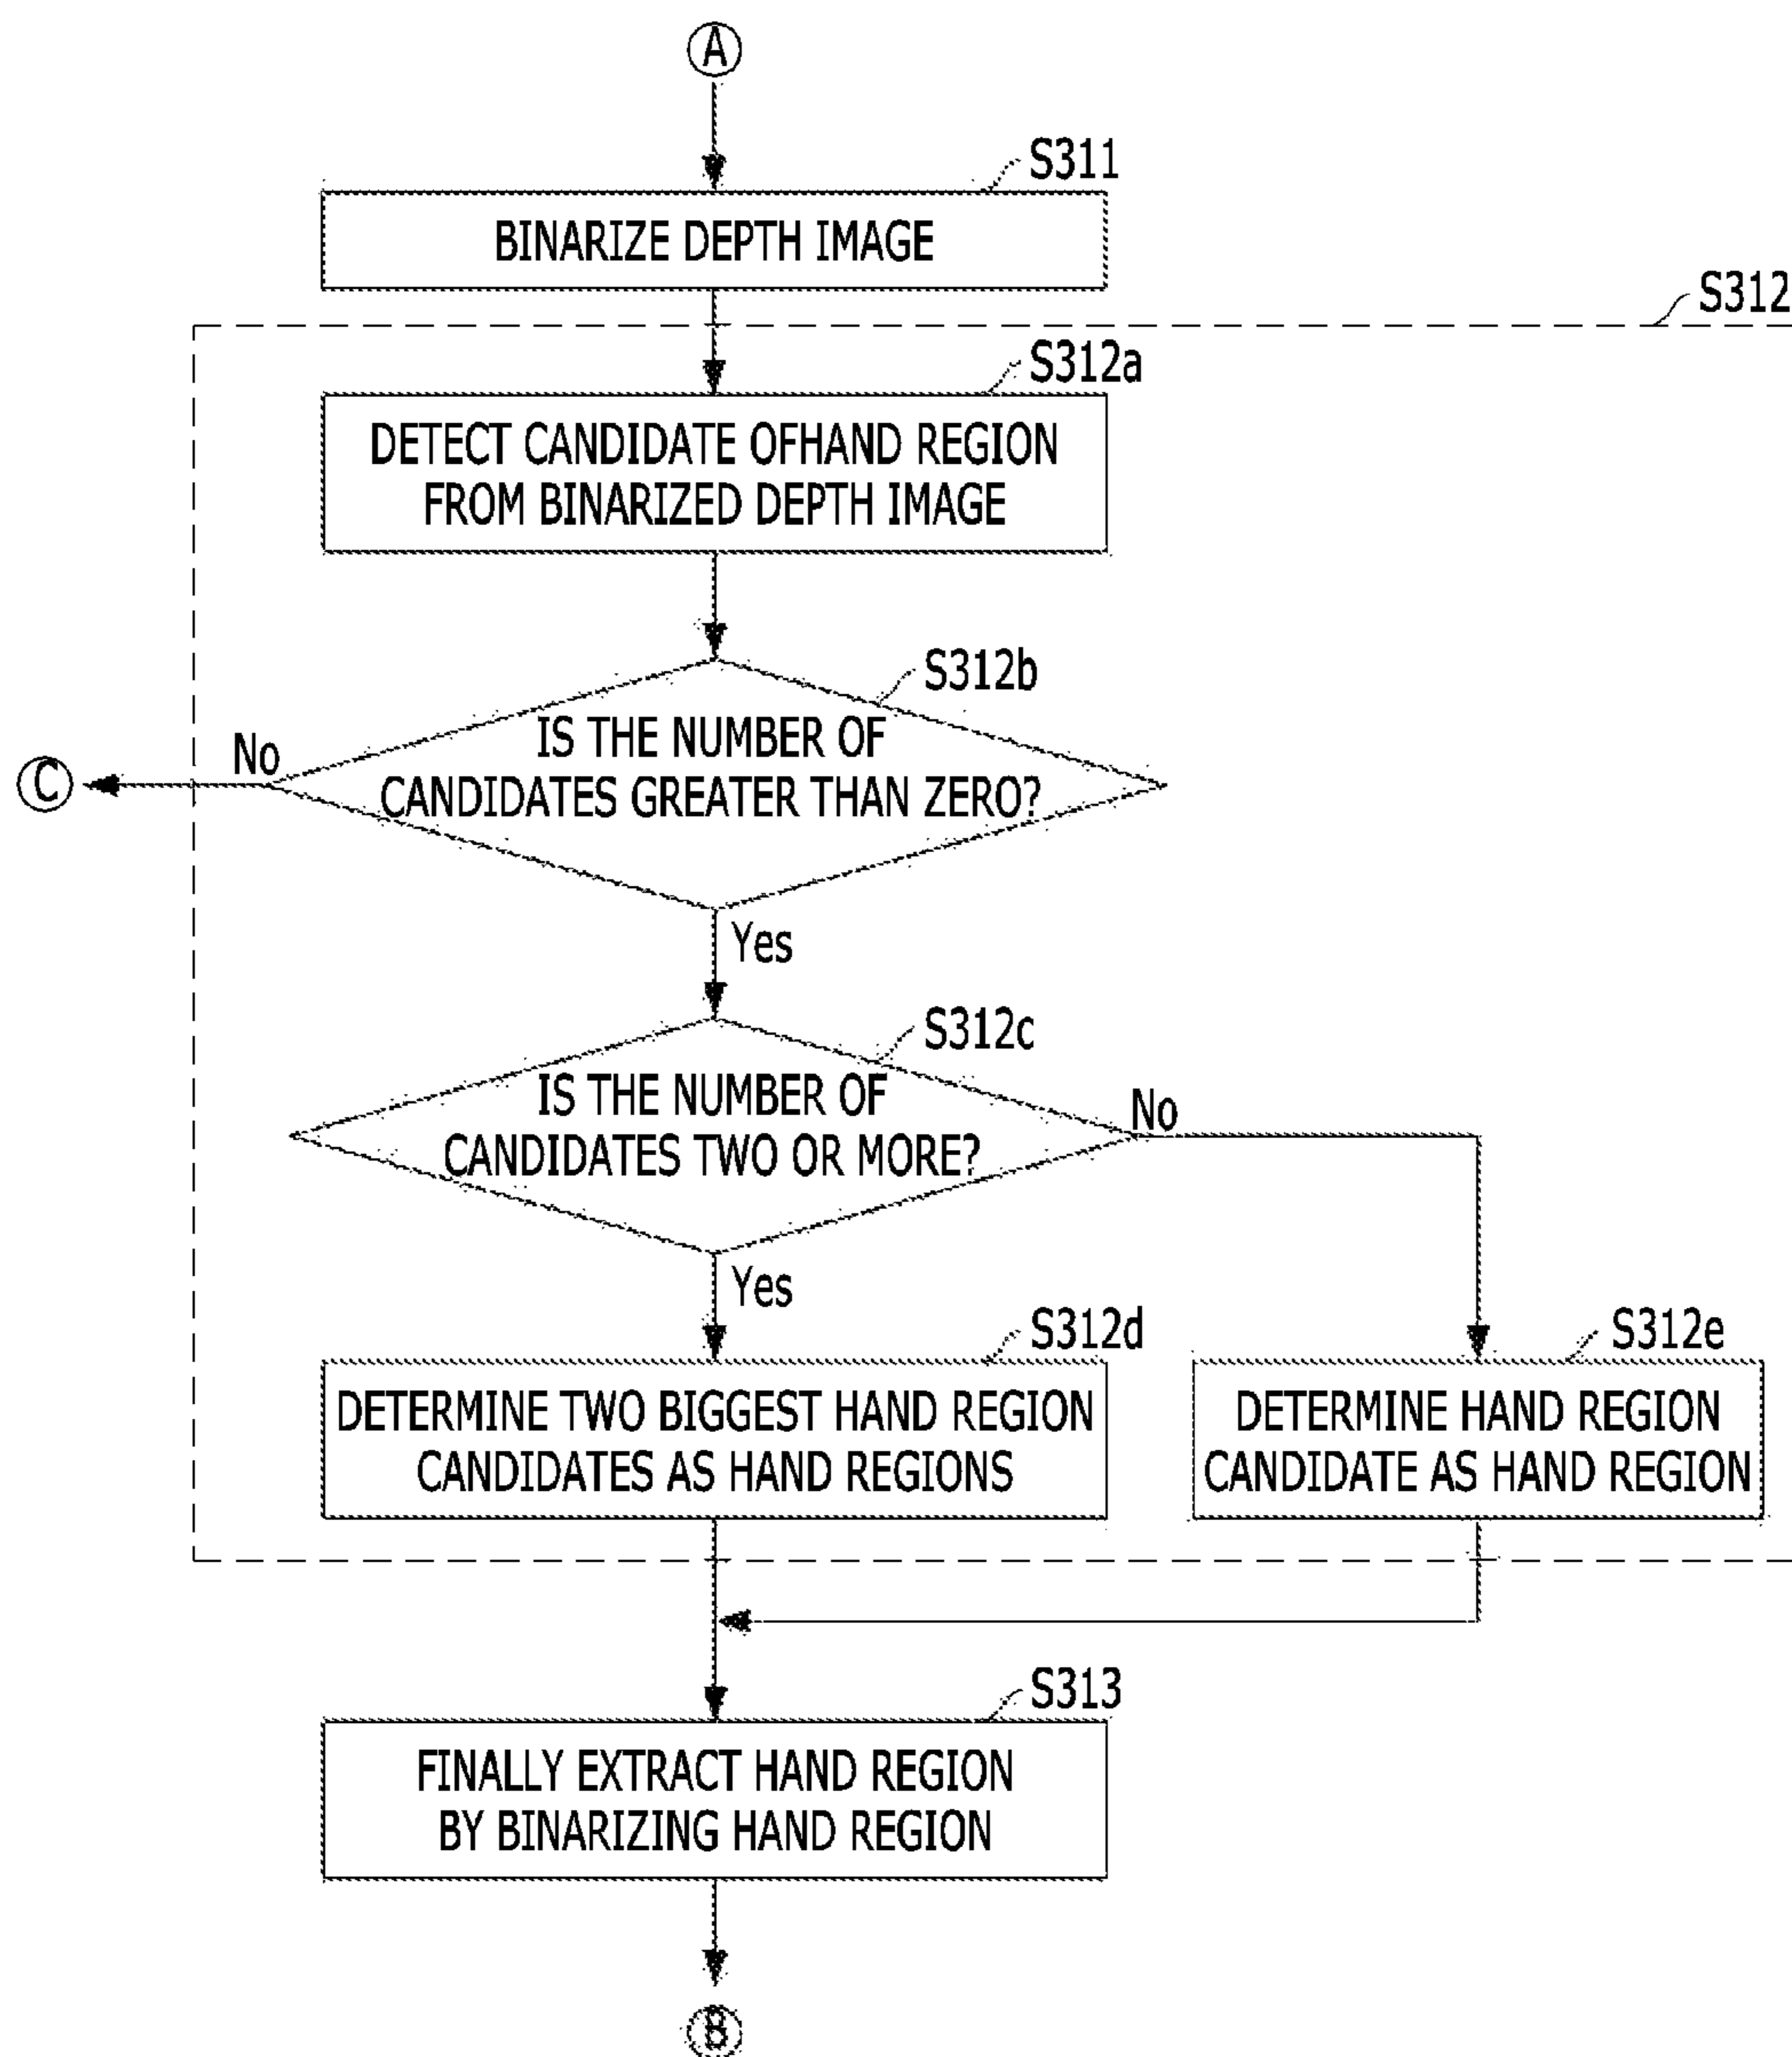 A
S311
BINARIZE DEPTH IMAGE
S312
S312a
DETECT CANDIDATE OFHAND REGION
FROM BINARIZED DEPTH IMAGE
S312b
IS THE NUMBER OF
CANDIDATES GREATER THAN ZERO?
No
C
Yes
S312c
IS THE NUMBER OF
CANDIDATES TWO OR MORE?
No
Yes
S312d
DETERMINE TWO BIGGEST HAND REGION
CANDIDATES AS HAND REGIONS
S312e
DETERMINE HAND REGION
CANDIDATE AS HAND REGION
S313
FINALLY EXTRACT HAND REGION
BY BINARIZING HAND REGION
B